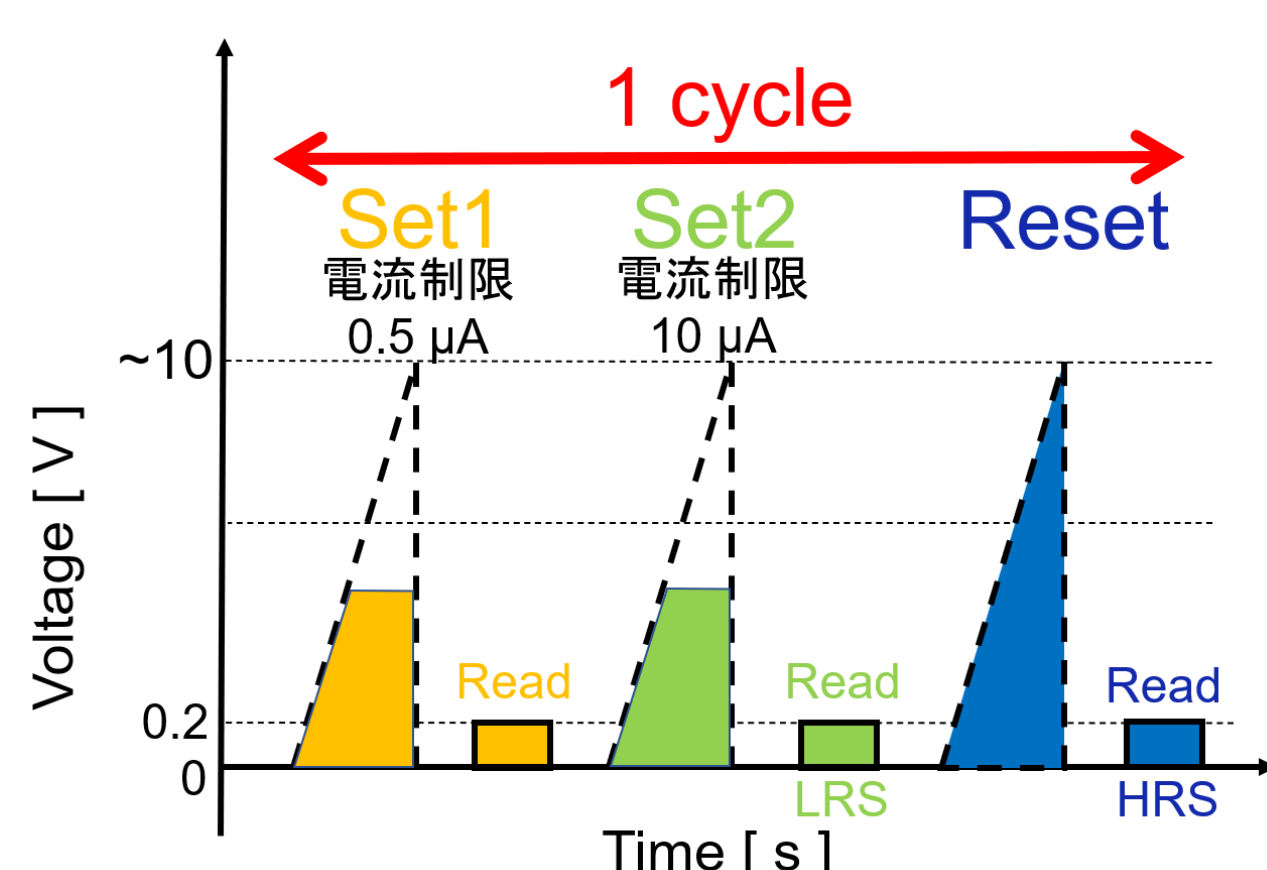 1 cycle
Set1
電流制限
0.5 µA
Set2
電流制限
10 µA
Reset
~10
Voltage [ V ]
0.2
0
Read
Read
LRS
Read
HRS
Time [ s ]